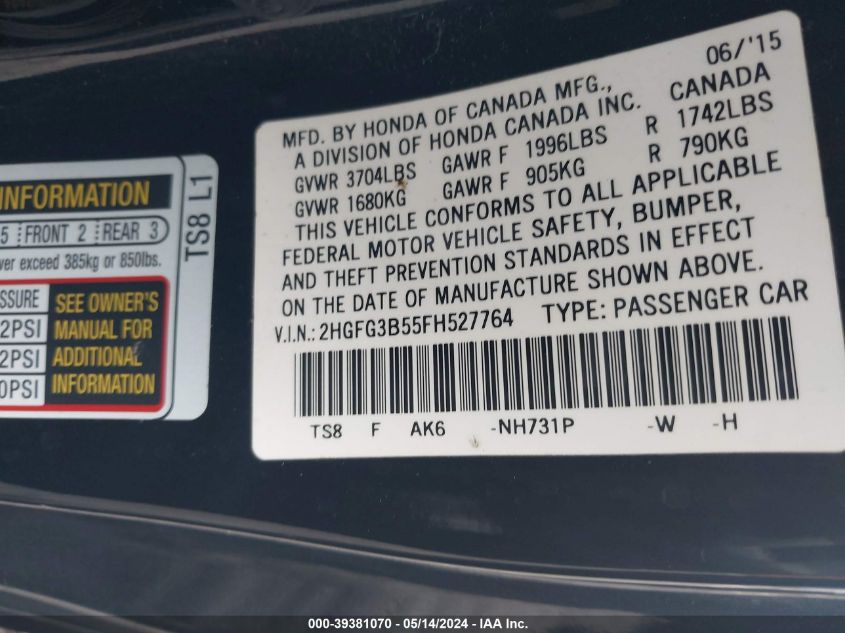 INFORMATION
5 FRONT 2 REAR 3
ver exceed 385kg or 850lbs.
SSURE
2PSI
2PSI
0PSI
SEE OWNER'S
MANUAL FOR
ADDITIONAL
INFORMATION
TS8 L1
06/'15
MFD. BY HONDA OF CANADA MFG., CANADA
A DIVISION OF HONDA CANADA INC.
GVWR 3704LBS GAWR F 1996LBS R 1742LBS
GVWR 1680KG GAWR F 905KG R 790KG
THIS VEHICLE CONFORMS TO ALL APPLICABLE
FEDERAL MOTOR VEHICLE SAFETY, BUMPER,
AND THEFT PREVENTION STANDARDS IN EFFECT
ON THE DATE OF MANUFACTURE SHOWN ABOVE.
V.I.N.: 2HGFG3B55FH527764 TYPE: PASSENGER CAR
TS8 F AK6 -NH731P -W -H
000-39381070 - 05/14/2024 - IAA Inc.